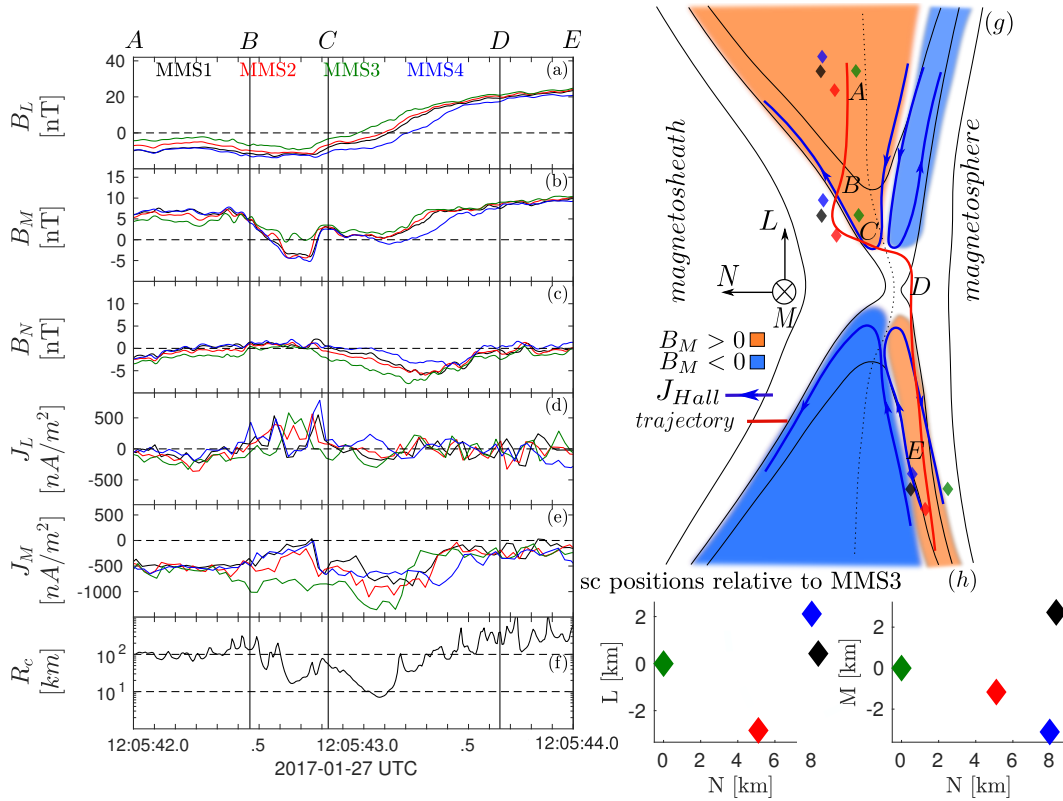 A B C D E
MMS1 MMS2 MMS3 MMS4 (a)
B_L [nT]
40
20
0
(b)
B_M [nT]
15
10
5
0
-5
(c)
B_N [nT]
10
5
0
-5
(d)
J_L [nA/m²]
500
0
-500
(e)
J_M [nA/m²]
500
0
-500
-1000
(f)
R_c [km]
10²
10¹
12:05:42.0 .5 12:05:43.0 .5 12:05:44.0
2017-01-27 UTC
(g)
magnetosheath
magnetosphere
A
B
C
D
E
L
N
M
B_M > 0
B_M < 0
J_Hall
trajectory
sc positions relative to MMS3 (h)
L [km]
2
0
-2
0 2 4 6 8
N [km]
M [km]
2
0
-2
0 2 4 6 8
N [km]